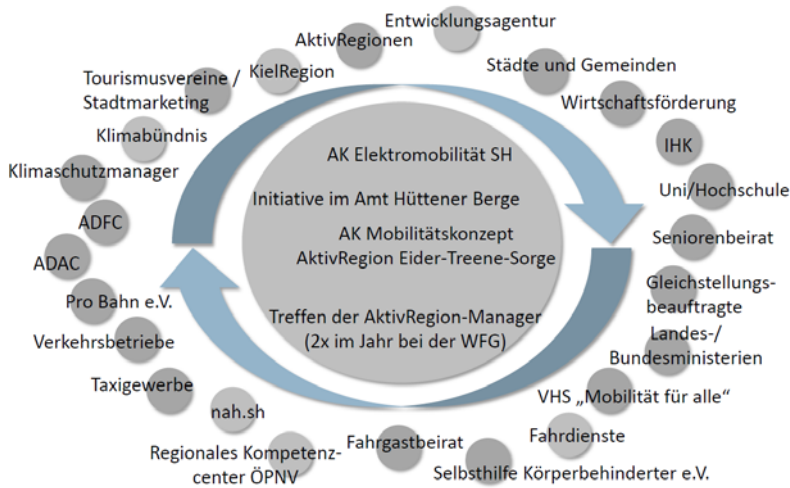 Entwicklungsagentur
AktivRegionen
KielRegion
Tourismusvereine /
Stadtmarketing
Klimabündnis
Klimaschutzmanager
ADFC
ADAC
Pro Bahn e.V.
Verkehrsbetriebe
Taxigewerbe
nah.sh
Regionales Kompetenz-
center ÖPNV
Fahrgastbeirat
Selbsthilfe Körperbehinderter e.V.
Fahrdienste
VHS „Mobilität für alle“
Landes-/
Bundesministerien
Gleichstellungs-
beauftragte
Seniorenbeirat
Uni/Hochschule
IHK
Wirtschaftsförderung
Städte und Gemeinden
AK Elektromobilität SH
Initiative im Amt Hüttener Berge
AK Mobilitätskonzept
AktivRegion Eider-Treene-Sorge
Treffen der AktivRegion-Manager
(2x im Jahr bei der WFG)